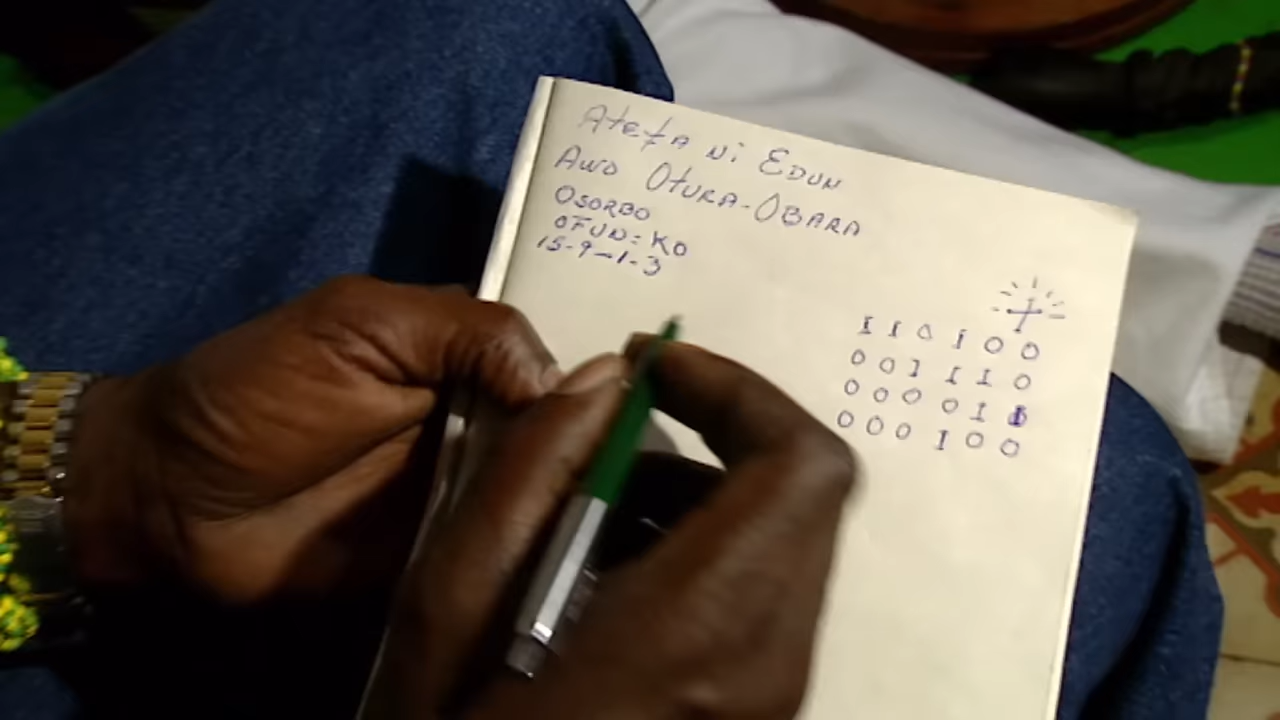 Atefa ni Edun
Awo Otura-Obara
Osorbo
Ofun = Ko
15-9-1-3
I I O I O O
O O I I I O
O O O O I I
O O O I O O